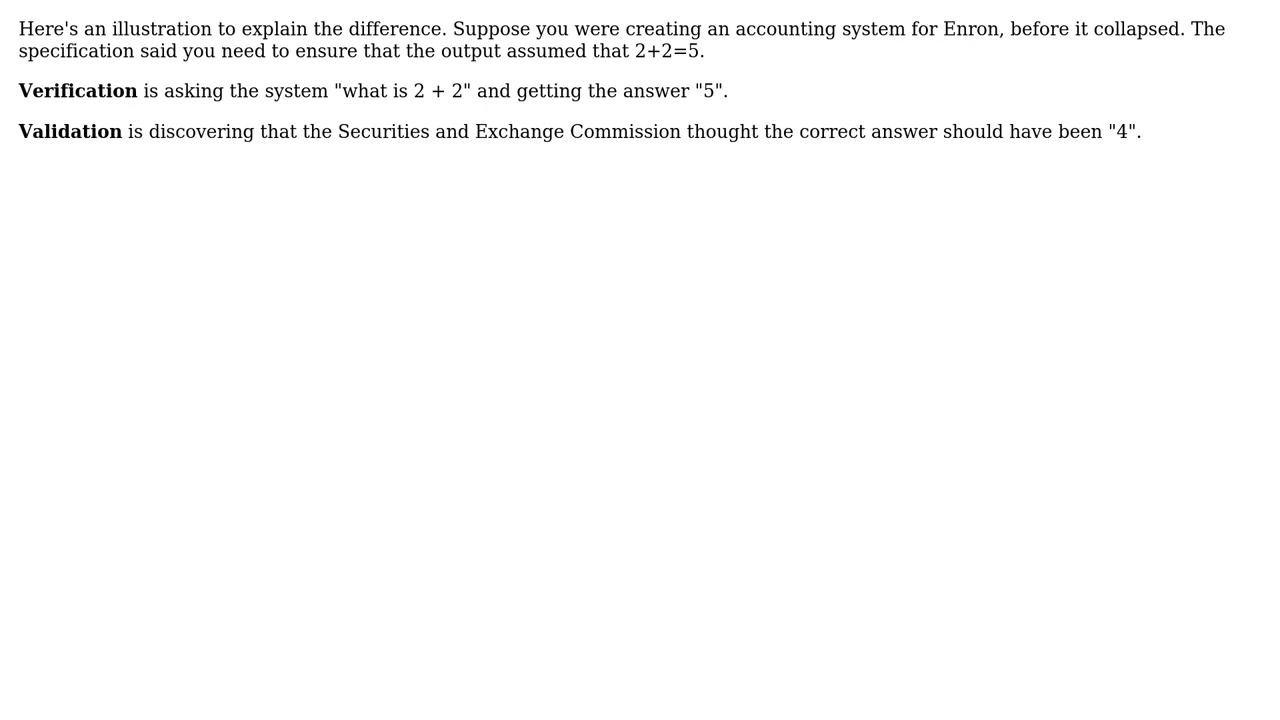 Here's an illustration to explain the difference. Suppose you were creating an accounting system for Enron, before it collapsed. The
specification said you need to ensure that the output assumed that 2+2=5.
Verification is asking the system "what is 2 + 2" and getting the answer "5".
Validation is discovering that the Securities and Exchange Commission thought the correct answer should have been "4".